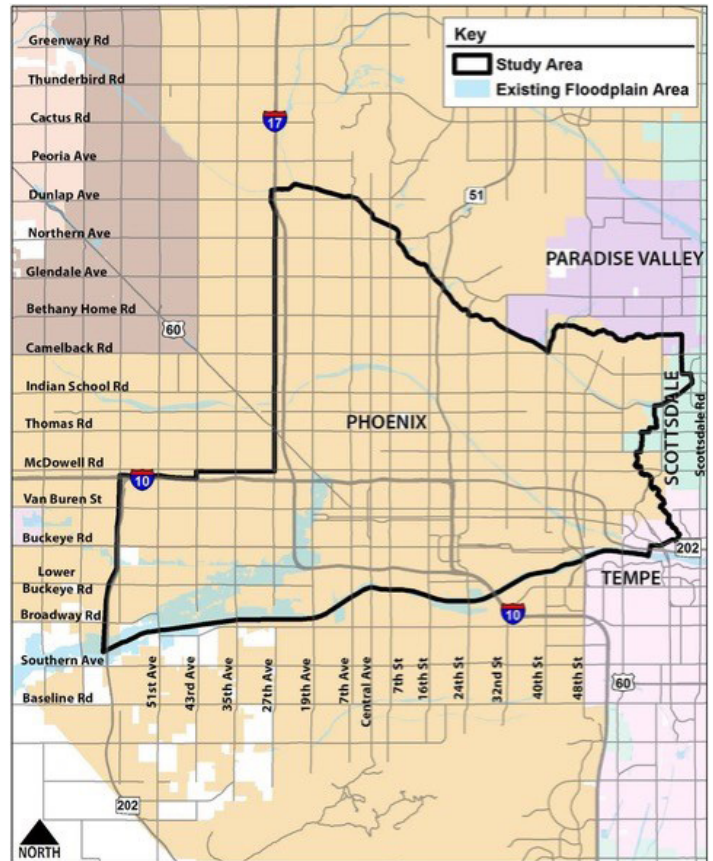 Key
Study Area
Existing Floodplain Area
Greenway Rd
Thunderbird Rd
Cactus Rd
17
Peoria Ave
Dunlap Ave
51
Northern Ave
PARADISE VALLEY
Glendale Ave
Bethany Home Rd
60
Camelback Rd
Indian School Rd
SCOTTSDALE
Scottsdale Rd
Thomas Rd
PHOENIX
McDowell Rd
10
Van Buren St
Buckeye Rd
202
Lower
Buckeye Rd
TEMPE
Broadway Rd
10
Southern Ave
51st Ave
43rd Ave
35th Ave
27th Ave
19th Ave
7th Ave
Central Ave
7th St
16th St
24th St
32nd St
40th St
48th St
60
Baseline Rd
202
NORTH